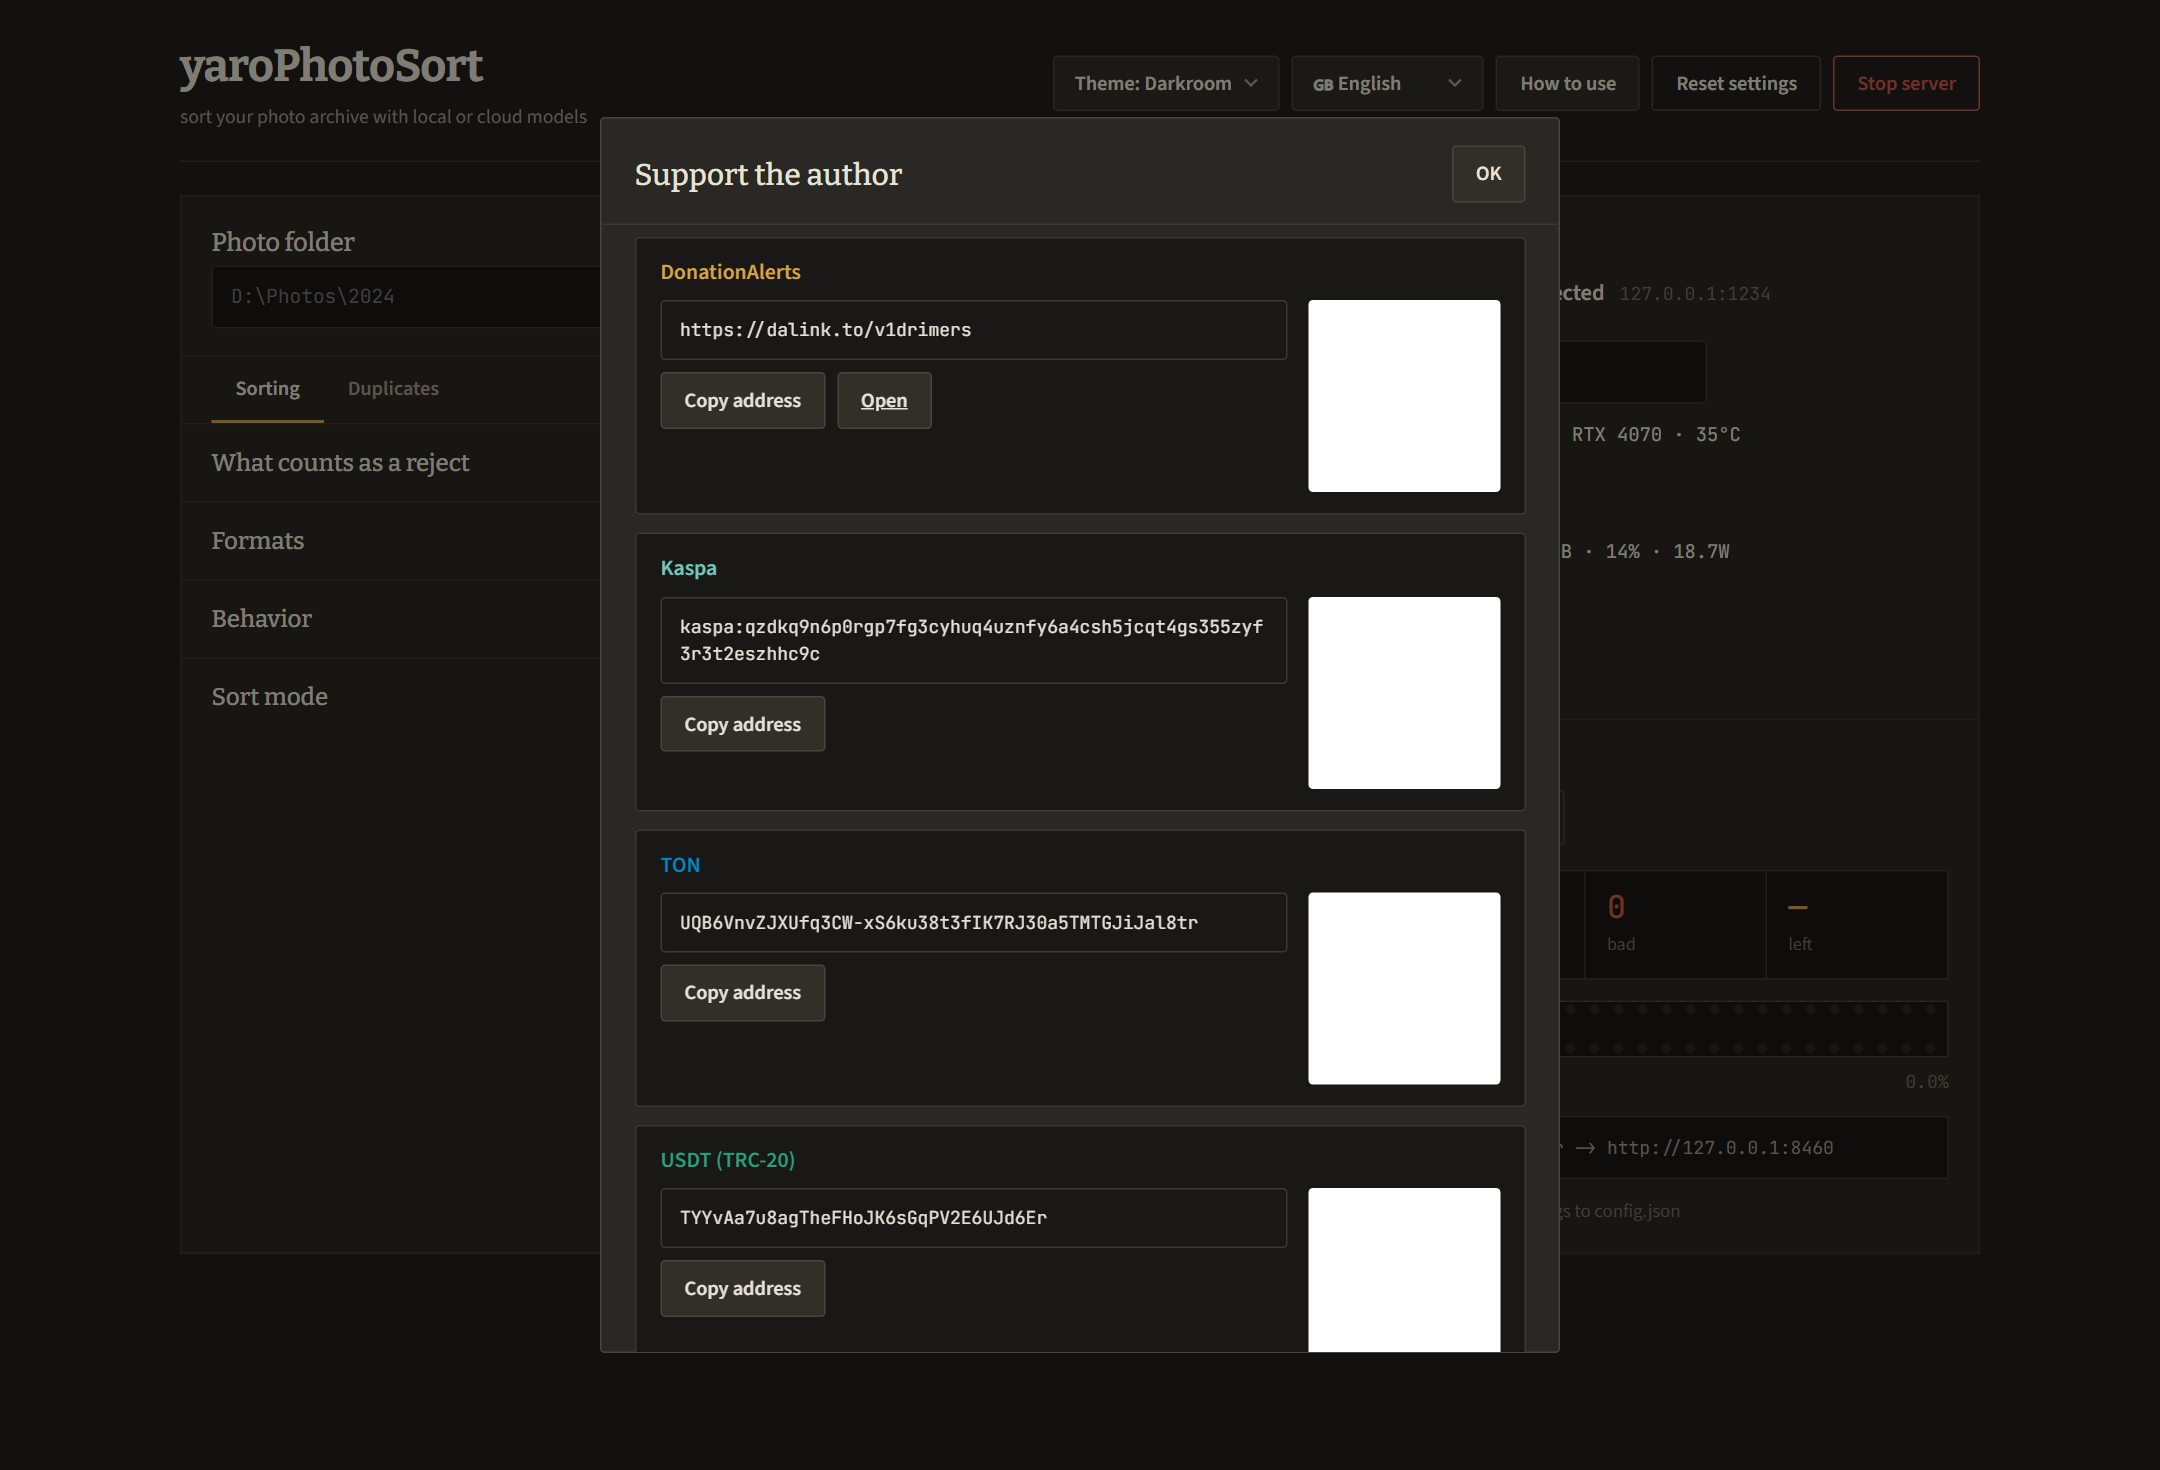 yaroPhotoSort
sort your photo archive with local or cloud models
Theme: Darkroom
GB English
How to use
Reset settings
Stop server
Support the author
OK
Photo folder
D:\Photos\2024
Sorting
Duplicates
What counts as a reject
Formats
Behavior
Sort mode
DonationAlerts
https://dalink.to/v1drimers
Copy address
Open
Kaspa
kaspa:qzdkq9n6p0rgp7fg3cyhuq4uznfy6a4csh5jcqt4gs355zyf
3r3t2eszhhc9c
Copy address
TON
UQB6VnvZJXUfq3CW-xS6ku38t3fIK7RJ30a5TMTGJiJal8tr
Copy address
USDT (TRC-20)
TYYvAa7u8agTheFHoJK6sGqPV2E6UJd6Er
Copy address
127.0.0.1:1234
RTX 4070 · 35°C
B · 14% · 18.7W
0
bad
—
left
0.0%
→ http://127.0.0.1:8460
to config.json